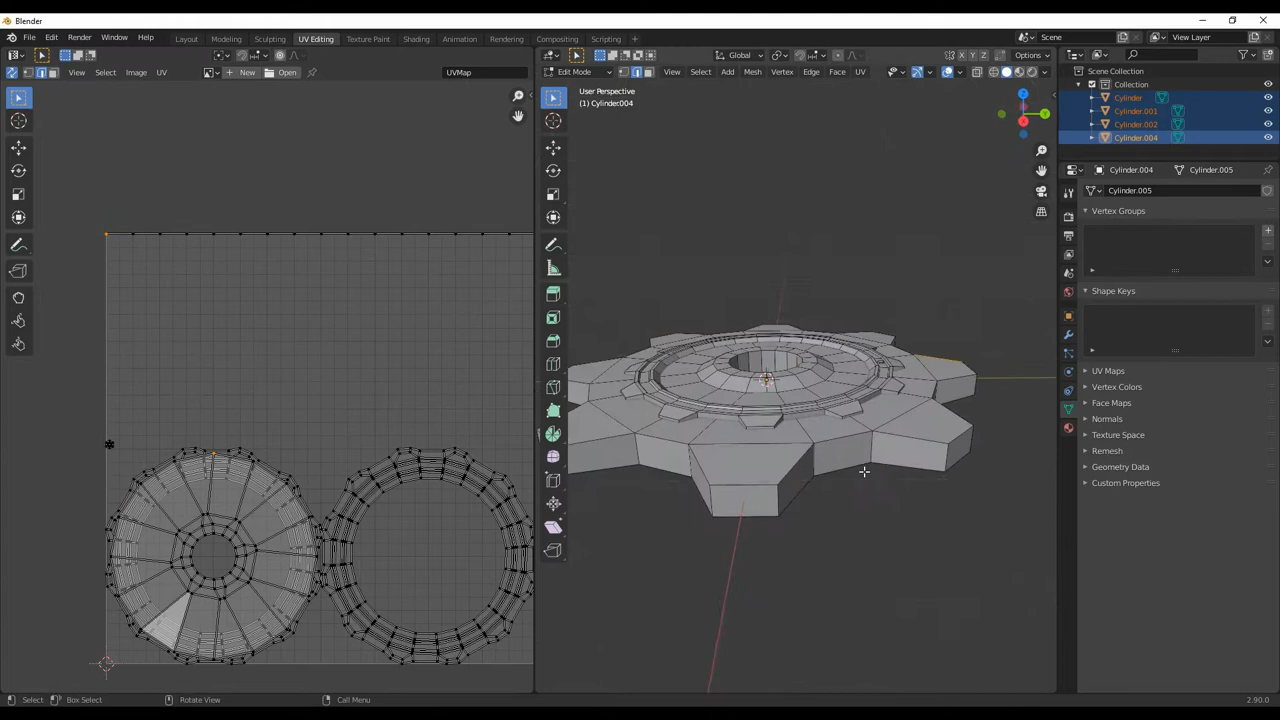 Blender
File Edit Render Window Help Layout Modeling Sculpting UV Editing Texture Paint Shading Animation Rendering Compositing Scripting + Scene View Layer
Global Options
UV Select Image UV New Open UVMap Edit Mode View Select Add Mesh Vertex Edge Face UV Scene Collection
Collection
User Perspective Cylinder
(1) Cylinder.004 Cylinder.001
Cylinder.002
Cylinder.004
Cylinder.004 Cylinder.005
Cylinder.005
Vertex Groups
Shape Keys
UV Maps
Vertex Colors
Face Maps
Normals
Texture Space
Remesh
Geometry Data
Custom Properties
Select Box Select Rotate View Call Menu 2.90.0